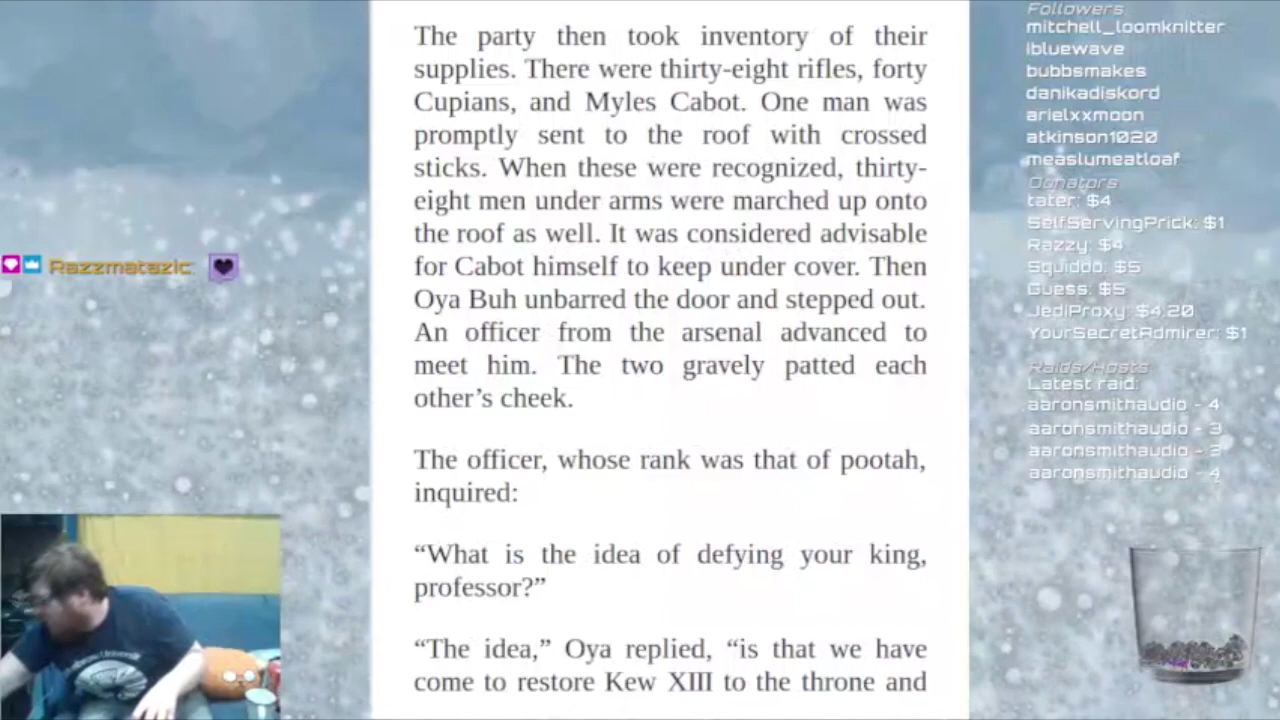 The party then took inventory of their
supplies. There were thirty-eight rifles, forty
Cupians, and Myles Cabot. One man was
promptly sent to the roof with crossed
sticks. When these were recognized, thirty-
eight men under arms were marched up onto
the roof as well. It was considered advisable
for Cabot himself to keep under cover. Then
Oya Buh unbarred the door and stepped out.
An officer from the arsenal advanced to
meet him. The two gravely patted each
other’s cheek.
The officer, whose rank was that of pootah,
inquired:
“What is the idea of defying your king,
professor?”
“The idea,” Oya replied, “is that we have
come to restore Kew XIII to the throne and
Razzmatazic
Followers
mitchell_loomknitter
lbluewave
bubbsmakes
danikadiskord
arielxxmoon
atkinson1020
measlumeatloaf
Donators
tater: $4
SelfServingPrick: $1
Razzy: $4
Squiddo: $5
Guess: $5
JediProxy: $4.20
YourSecretAdmirer: $1
Raids/Hosts
Latest raid:
aaronsmithaudio - 4
aaronsmithaudio - 3
aaronsmithaudio - 3
aaronsmithaudio - 4